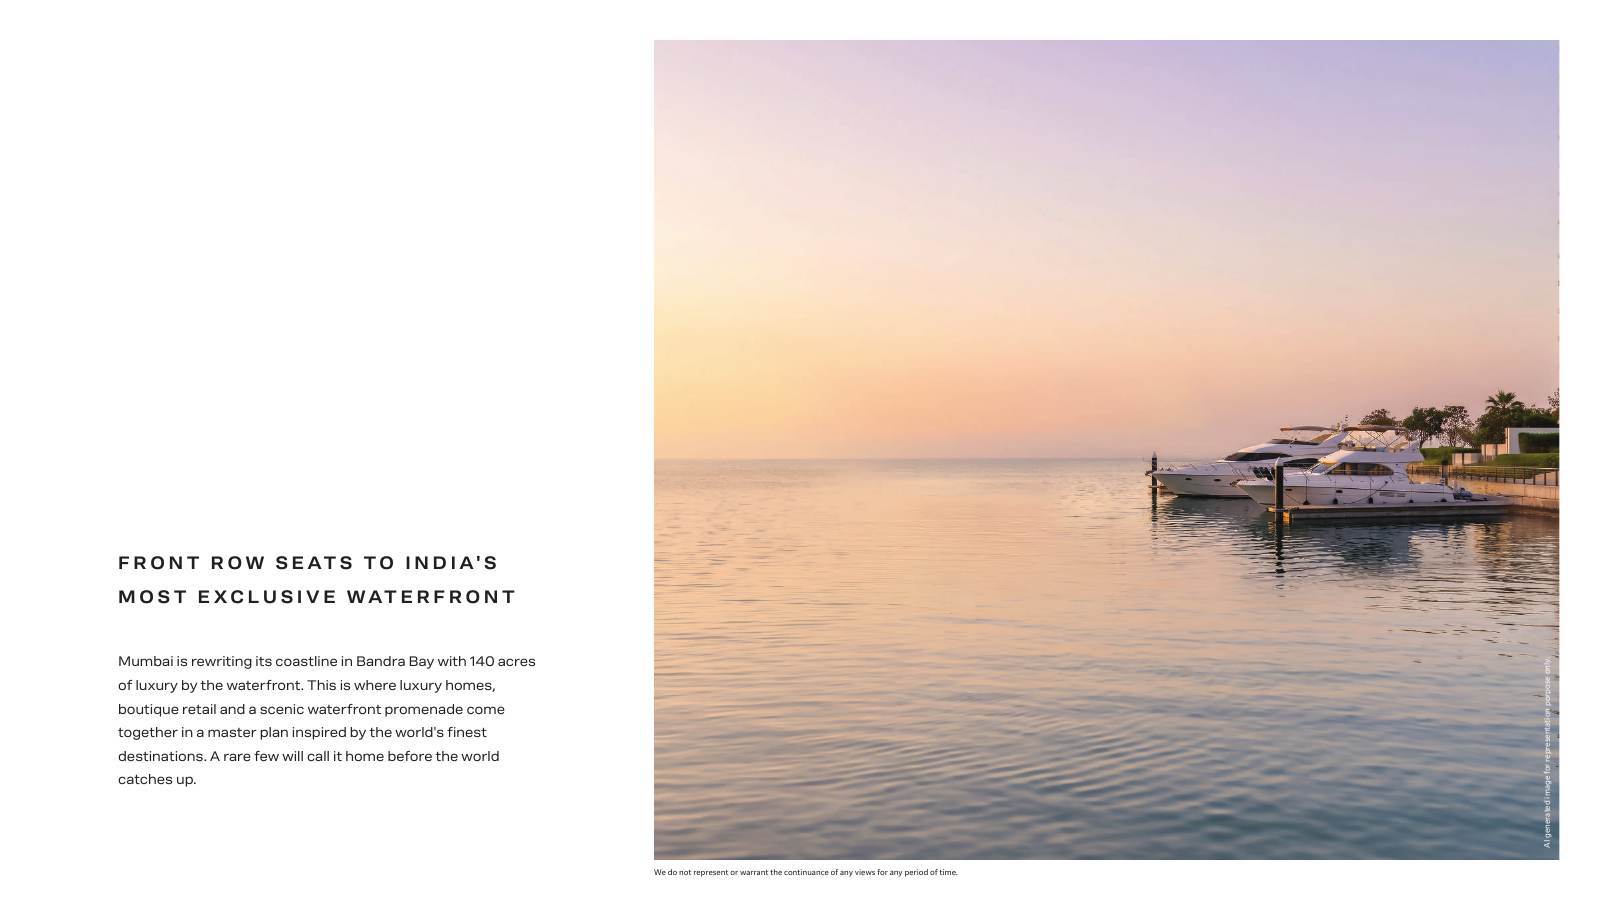 FRONT ROW SEATS TO INDIA'S
MOST EXCLUSIVE WATERFRONT
Mumbai is rewriting its coastline in Bandra Bay with 140 acres
of luxury by the waterfront. This is where luxury homes,
boutique retail and a scenic waterfront promenade come
together in a master plan inspired by the world's finest
destinations. A rare few will call it home before the world
catches up.
AI generated image for representation purpose only.
We do not represent or warrant the continuance of any views for any period of time.